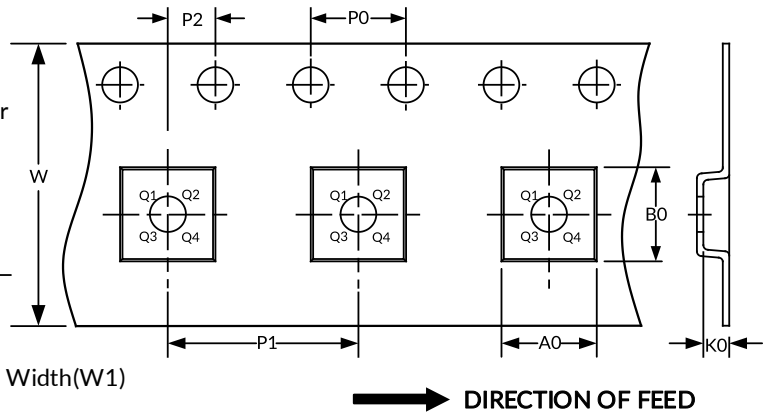 P2
P0
r
W
Q1 Q2
Q3 Q4
Q1 Q2
Q3 Q4
Q1 Q2
Q3 Q4
B0
P1
A0
K0
Width(W1)
DIRECTION OF FEED